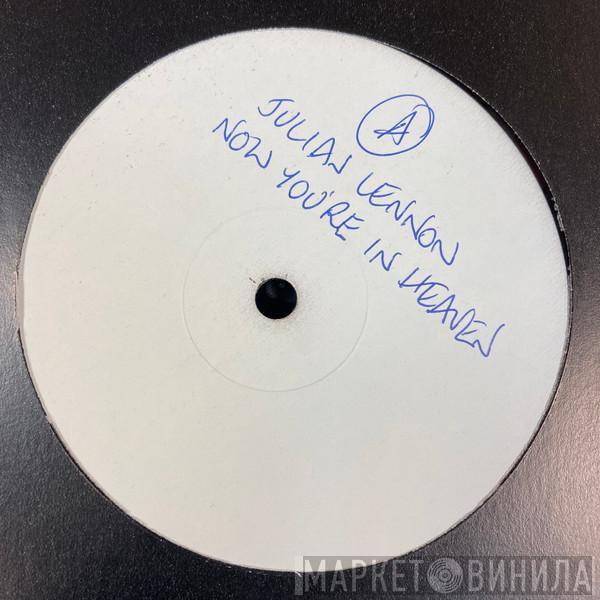 A
JULIAN LENNON
NOW YOU'RE IN HEAVEN
МАРКЕТ ВИНИЛА